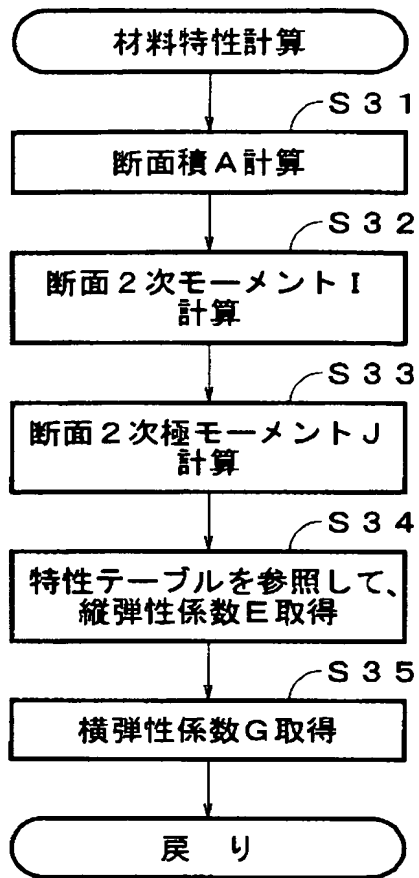 材料特性計算
S31
断面積A計算
S32
断面2次モーメントI
計算
S33
断面2次極モーメントJ
計算
S34
特性テーブルを参照して、
縦弾性係数E取得
S35
横弾性係数G取得
戻り